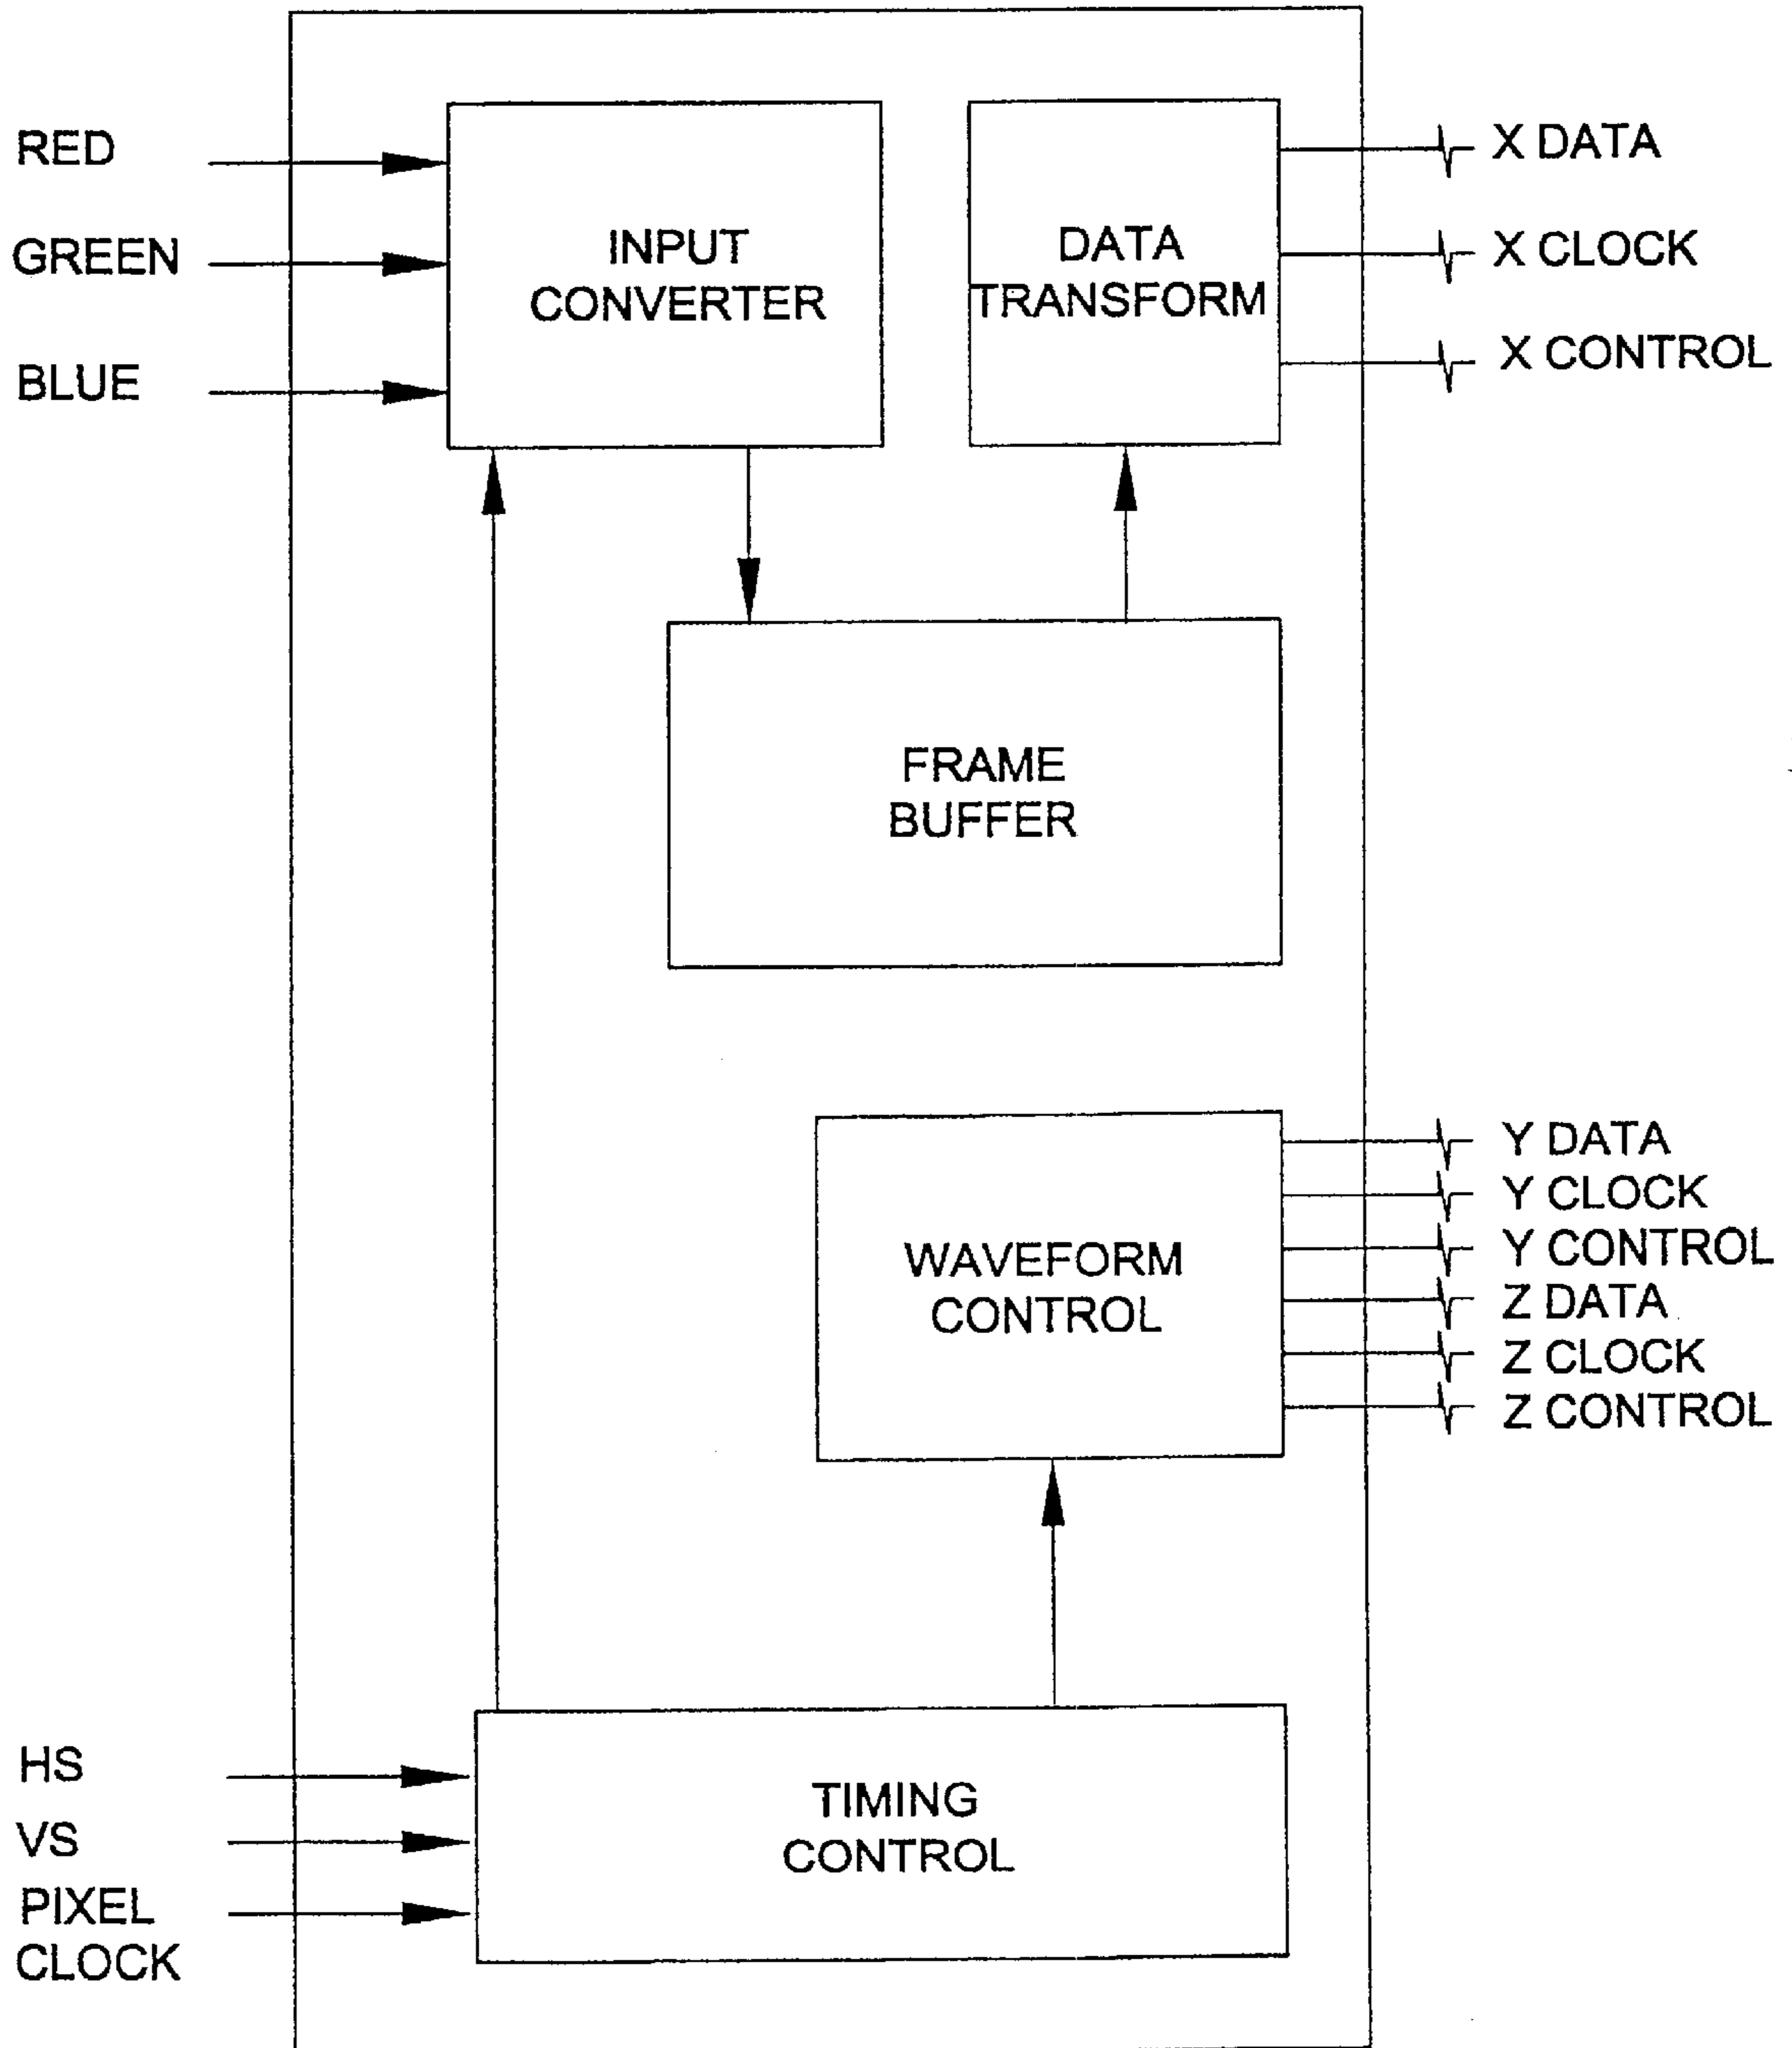 RED
GREEN
BLUE
INPUT
CONVERTER
DATA
TRANSFORM
X DATA
X CLOCK
X CONTROL
FRAME
BUFFER
WAVEFORM
CONTROL
Y DATA
Y CLOCK
Y CONTROL
Z DATA
Z CLOCK
Z CONTROL
HS
VS
PIXEL
CLOCK
TIMING
CONTROL